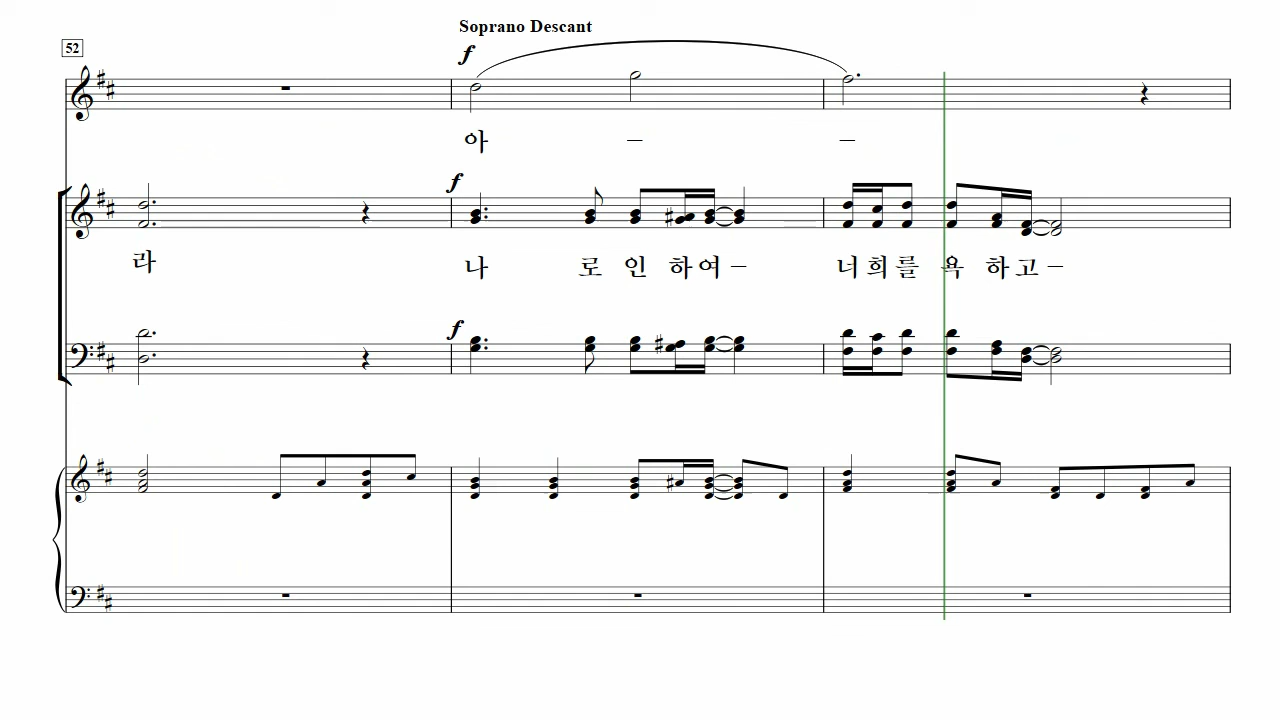 Soprano Descant
52
f
아 – –
f
라 나 로 인 하 여 – 너 희 를 욕 하 고 –
f